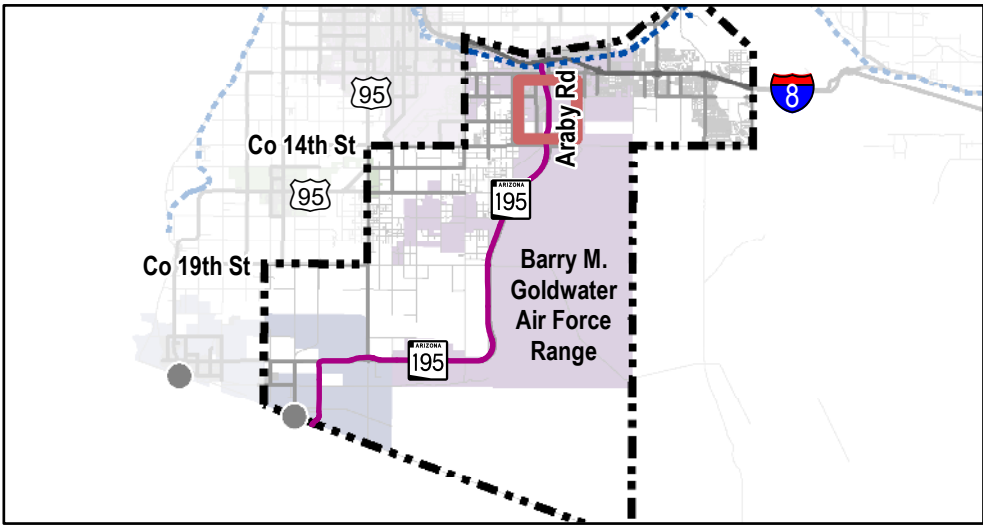 95
8
Araby Rd
Co 14th St
95
ARIZONA
195
Co 19th St
Barry M.
Goldwater
Air Force
Range
ARIZONA
195